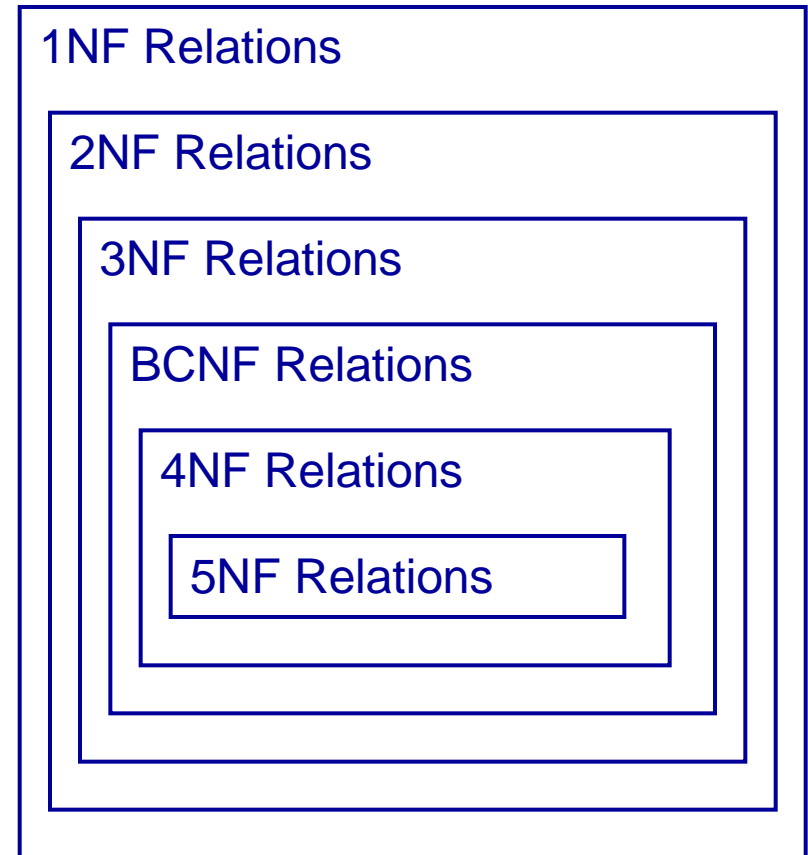 1NF Relations
2NF Relations
3NF Relations
BCNF Relations
4NF Relations
5NF Relations